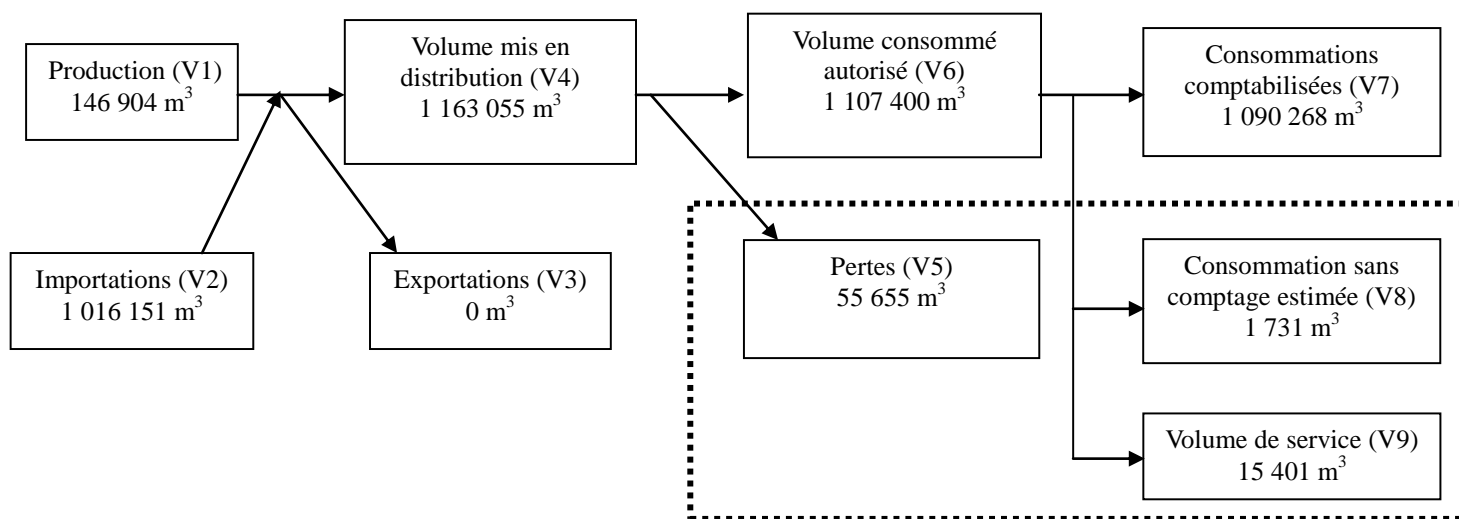 Production (V1)
146 904 m³
Volume mis en
distribution (V4)
1 163 055 m³
Volume consommé
autorisé (V6)
1 107 400 m³
Consommations
comptabilisées (V7)
1 090 268 m³
Importations (V2)
1 016 151 m³
Exportations (V3)
0 m³
Pertes (V5)
55 655 m³
Consommation sans
comptage estimée (V8)
1 731 m³
Volume de service (V9)
15 401 m³